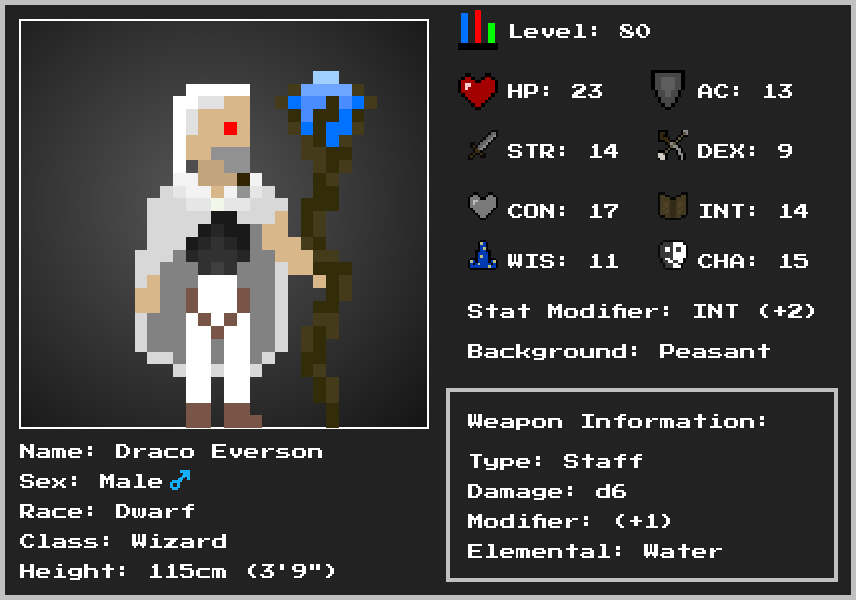 Level: 80
HP: 23
AC: 13
STR: 14
DEX: 9
CON: 17
INT: 14
WIS: 11
CHA: 15
Stat Modifier: INT (+2)
Background: Peasant
Weapon Information:
Type: Staff
Damage: d6
Modifier: (+1)
Elemental: Water
Name: Draco Everson
Sex: Male ♂
Race: Dwarf
Class: Wizard
Height: 115cm (3'9")